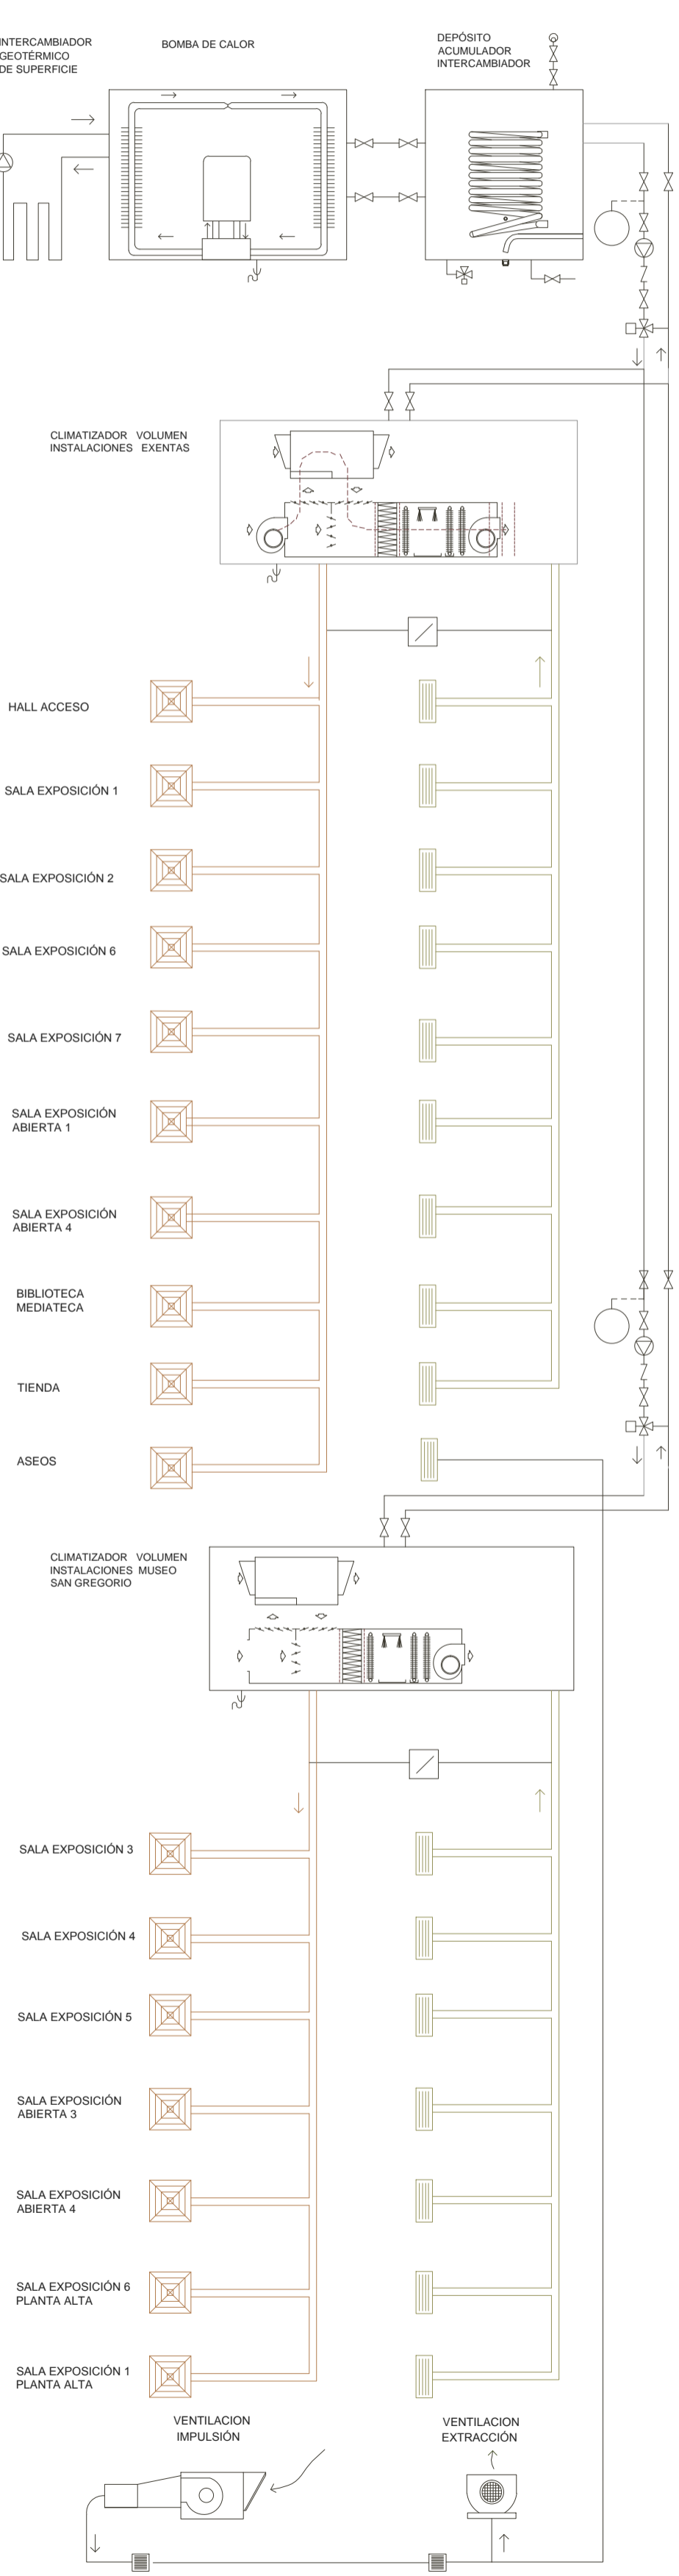 INTERCAMBIADOR
GEOTÉRMICO
DE SUPERFICIE
BOMBA DE CALOR
DEPÓSITO
ACUMULADOR
INTERCAMBIADOR
CLIMATIZADOR VOLUMEN
INSTALACIONES EXENTAS
HALL ACCESO
SALA EXPOSICIÓN 1
SALA EXPOSICIÓN 2
SALA EXPOSICIÓN 6
SALA EXPOSICIÓN 7
SALA EXPOSICIÓN
ABIERTA 1
SALA EXPOSICIÓN
ABIERTA 4
BIBLIOTECA
MEDIATECA
TIENDA
ASEOS
CLIMATIZADOR VOLUMEN
INSTALACIONES MUSEO
SAN GREGORIO
SALA EXPOSICIÓN 3
SALA EXPOSICIÓN 4
SALA EXPOSICIÓN 5
SALA EXPOSICIÓN
ABIERTA 3
SALA EXPOSICIÓN
ABIERTA 4
SALA EXPOSICIÓN 6
PLANTA ALTA
SALA EXPOSICIÓN 1
PLANTA ALTA
VENTILACION
IMPULSIÓN
VENTILACION
EXTRACCIÓN